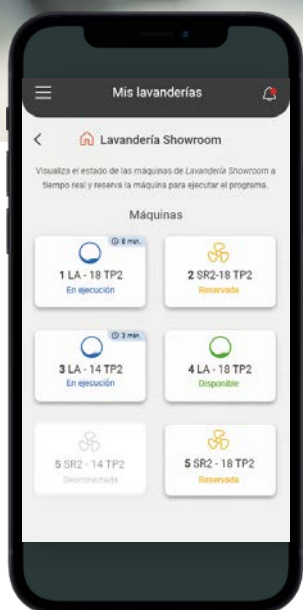 Mis lavanderías
Lavandería Showroom
Visualiza el estado de las máquinas de Lavandería Showroom a
tiempo real y reserva la máquina para ejecutar el programa.
Máquinas
8 min.
1 LA - 18 TP2
En ejecución
2 SR2-18 TP2
Reservada
3 min.
3 LA - 14 TP2
En ejecución
4 LA - 18 TP2
Disponible
5 SR2 - 14 TP2
Desconectada
5 SR2 - 18 TP2
Reservada